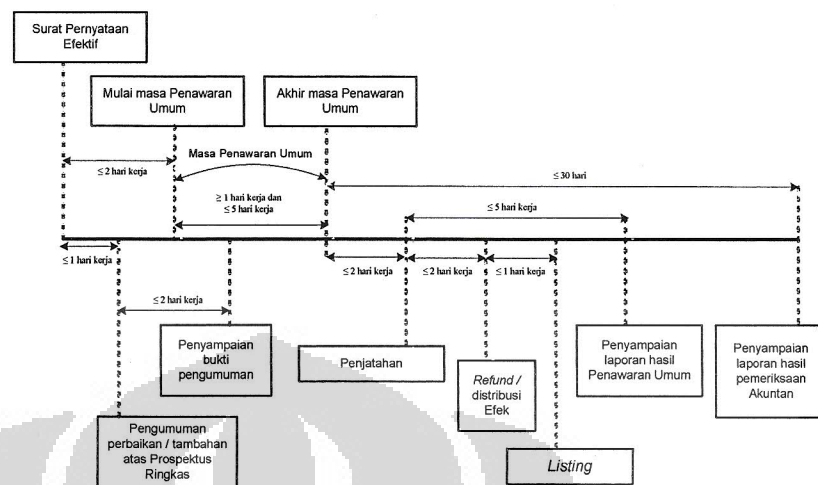 Surat Pernyataan
Efektif
Mulai masa Penawaran
Umum
Akhir masa Penawaran
Umum
Masa Penawaran Umum
≤ 2 hari kerja
≤ 30 hari
≥ 1 hari kerja dan
≤ 5 hari kerja
≤ 5 hari kerja
≤ 1 hari kerja
≤ 2 hari kerja
≤ 2 hari kerja
≤ 1 hari kerja
≤ 2 hari kerja
Penyampaian
bukti
pengumuman
Penjatahan
Refund /
distribusi
Efek
Penyampaian
laporan hasil
Penawaran Umum
Penyampaian
laporan hasil
pemeriksaan
Akuntan
Pengumuman
perbaikan / tambahan
atas Prospektus
Ringkas
Listing